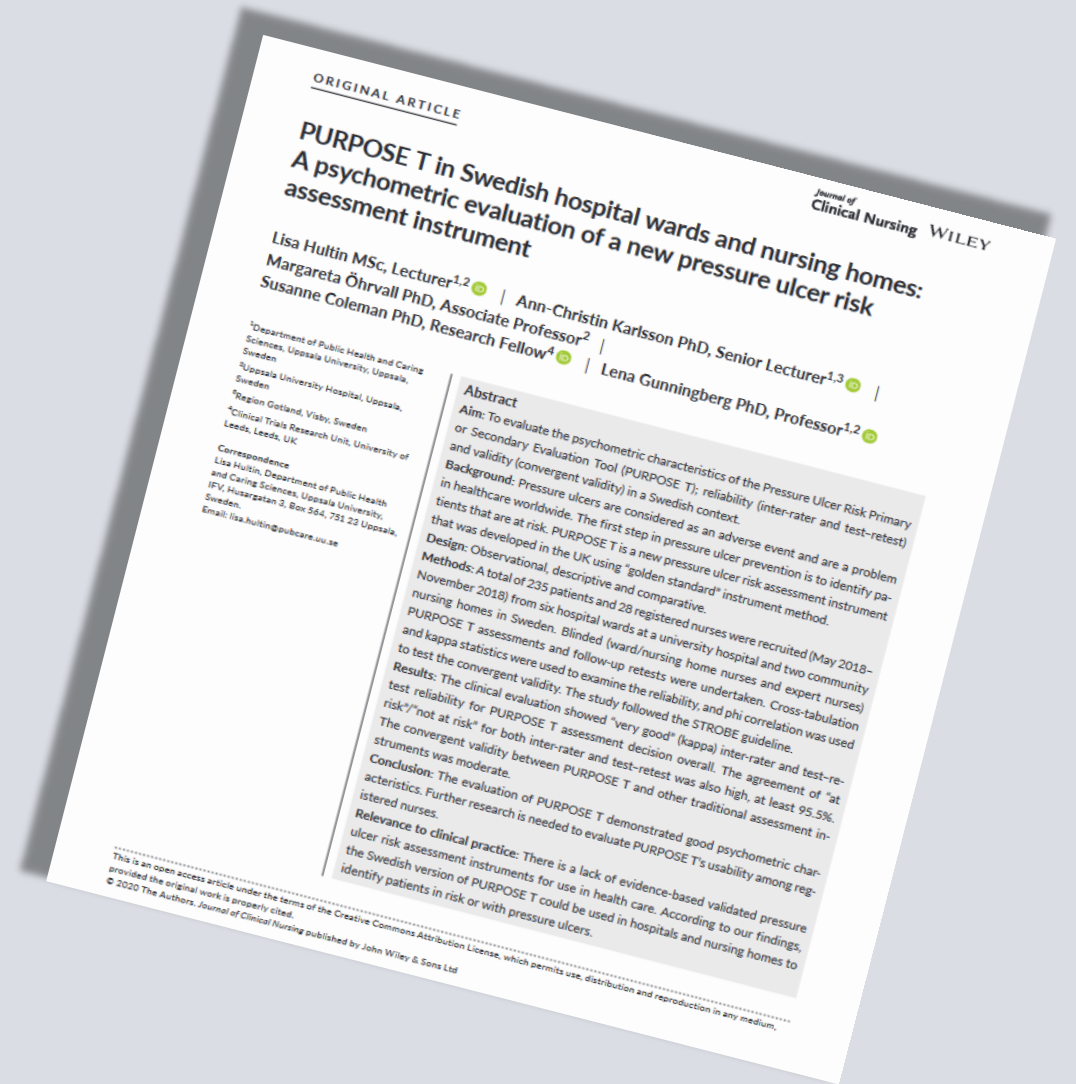 ORIGINAL ARTICLE
Journal of
Clinical Nursing WILEY
PURPOSE T in Swedish hospital wards and nursing homes:
A psychometric evaluation of a new pressure ulcer risk
assessment instrument
Lisa Hultin MSc, Lecturer1,2 | Ann-Christin Karlsson PhD, Senior Lecturer1,3 |
Margareta Öhrvall PhD, Associate Professor2 |
Susanne Coleman PhD, Research Fellow4 | Lena Gunningberg PhD, Professor1,2
1Department of Public Health and Caring
Sciences, Uppsala University, Uppsala,
Sweden
2Uppsala University Hospital, Uppsala,
Sweden
3Region Gotland, Visby, Sweden
4Clinical Trials Research Unit, University of
Leeds, Leeds, UK
Correspondence
Lisa Hultin, Department of Public Health
and Caring Sciences, Uppsala University,
IFV, Husargatan 3, Box 564, 751 23 Uppsala,
Sweden.
Email: lisa.hultin@pubcare.uu.se
Abstract
Aim: To evaluate the psychometric characteristics of the Pressure Ulcer Risk Primary
or Secondary Evaluation Tool (PURPOSE T); reliability (inter-rater and test–retest)
and validity (convergent validity) in a Swedish context.
Background: Pressure ulcers are considered as an adverse event and are a problem
in healthcare worldwide. The first step in pressure ulcer prevention is to identify pa-
tients that are at risk. PURPOSE T is a new pressure ulcer risk assessment instrument
that was developed in the UK using "golden standard" instrument method.
Design: Observational, descriptive and comparative.
Methods: A total of 235 patients and 28 registered nurses were recruited (May 2018–
November 2018) from six hospital wards at a university hospital and two community
nursing homes in Sweden. Blinded (ward/nursing home nurses and expert nurses)
PURPOSE T assessments and follow-up retests were undertaken. Cross-tabulation
and kappa statistics were used to examine the reliability, and phi correlation was used
to test the convergent validity. The study followed the STROBE guideline.
Results: The clinical evaluation showed "very good" (kappa) inter-rater and test–re-
test reliability for PURPOSE T assessment decision overall. The agreement of "at
risk"/"not at risk" for both inter-rater and test–retest was also high, at least 95.5%.
The convergent validity between PURPOSE T and other traditional assessment in-
struments was moderate.
Conclusion: The evaluation of PURPOSE T demonstrated good psychometric char-
acteristics. Further research is needed to evaluate PURPOSE T's usability among reg-
istered nurses.
Relevance to clinical practice: There is a lack of evidence-based validated pressure
ulcer risk assessment instruments for use in health care. According to our findings,
the Swedish version of PURPOSE T could be used in hospitals and nursing homes to
identify patients in risk or with pressure ulcers.
This is an open access article under the terms of the Creative Commons Attribution License, which permits use, distribution and reproduction in any medium,
provided the original work is properly cited.
© 2020 The Authors. Journal of Clinical Nursing published by John Wiley & Sons Ltd